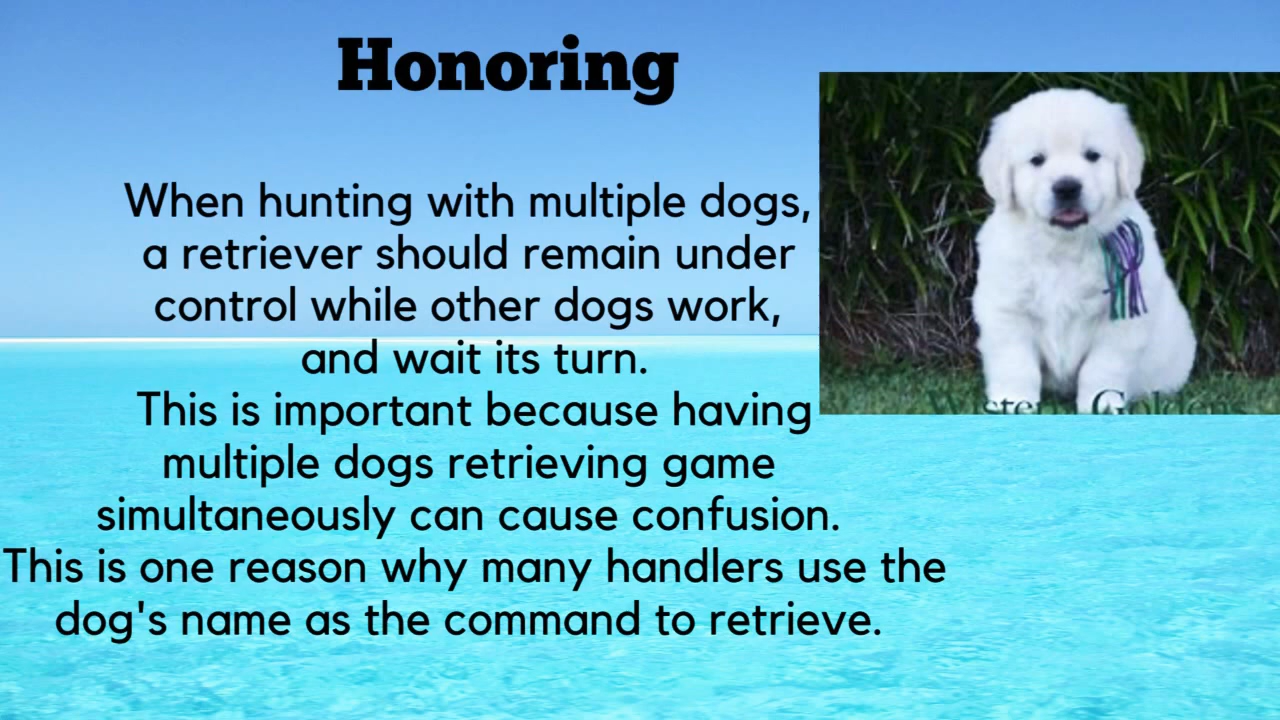 Honoring
When hunting with multiple dogs,
a retriever should remain under
control while other dogs work,
and wait its turn.
This is important because having
multiple dogs retrieving game
simultaneously can cause confusion.
This is one reason why many handlers use the
dog's name as the command to retrieve.